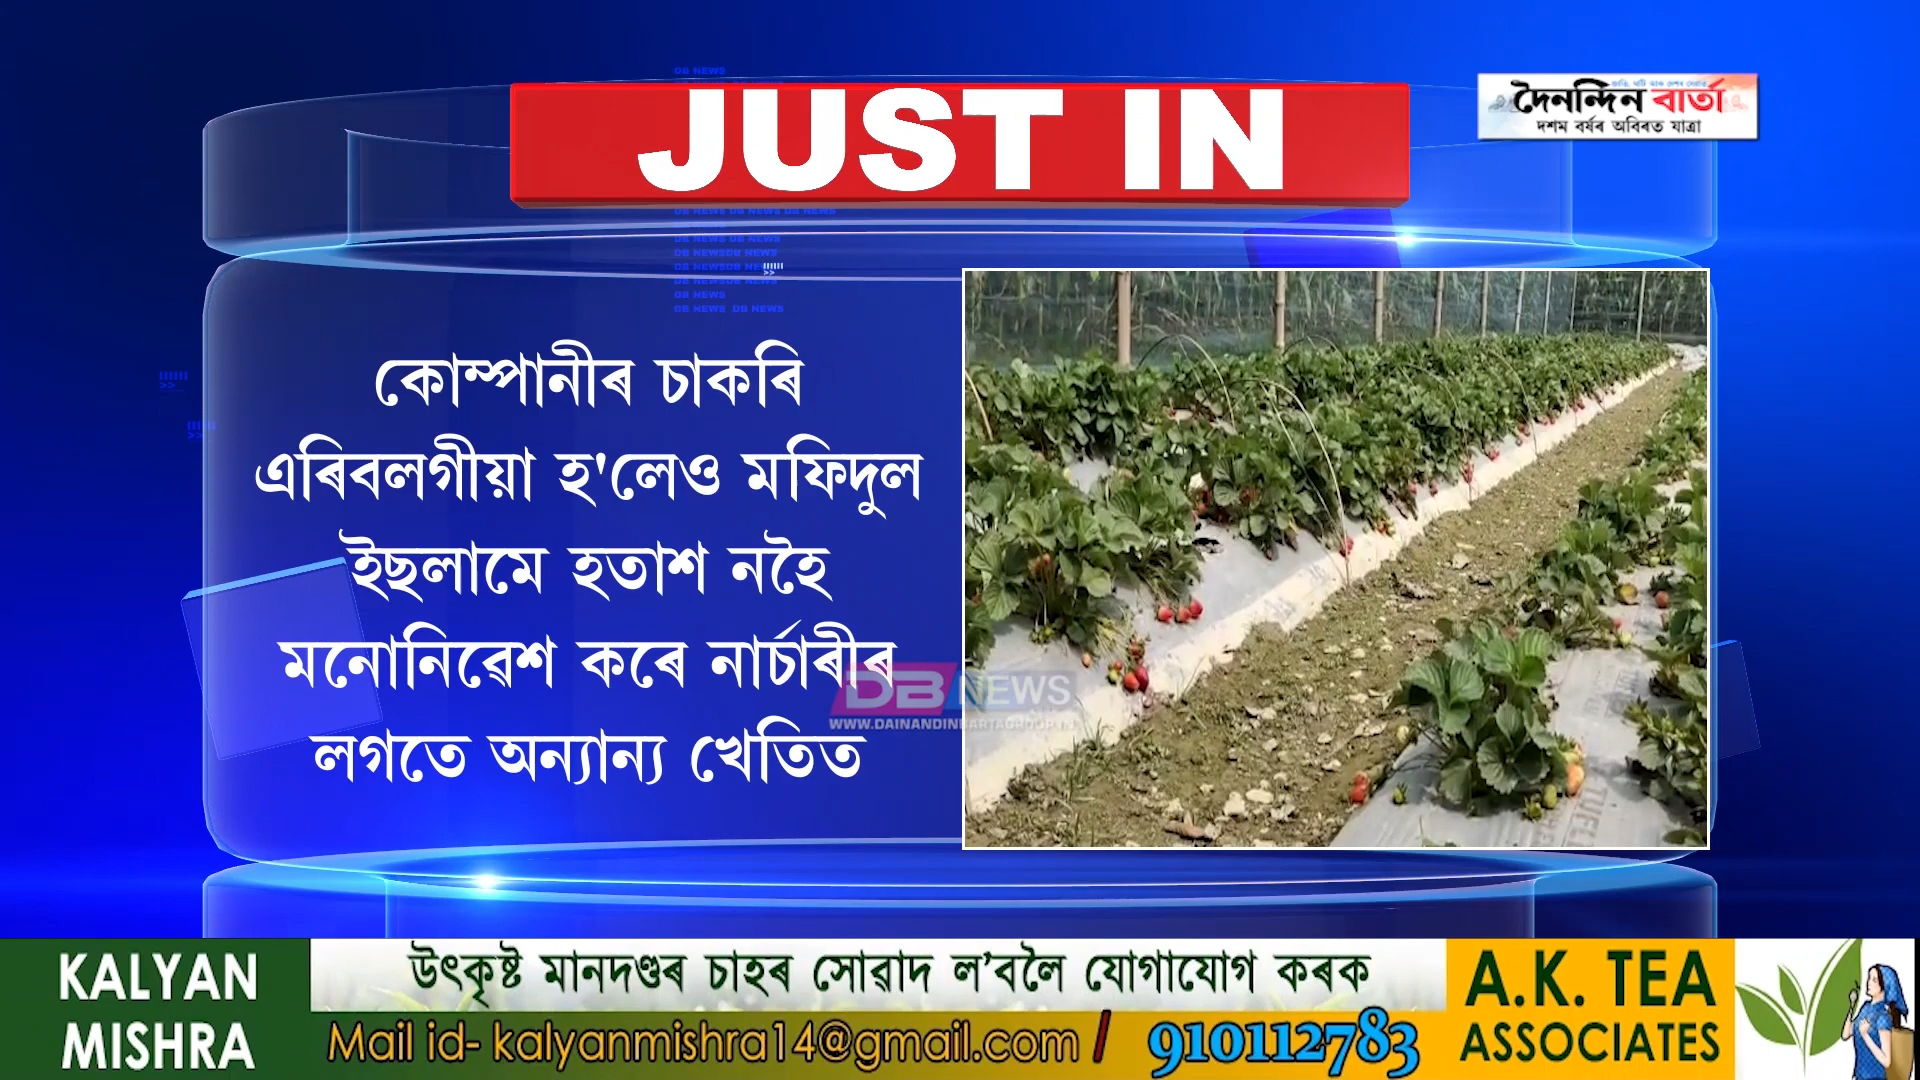 JUST IN
দৈনন্দিন বাৰ্তা
দশম বৰ্ষৰ অবিৰত যাত্ৰা
কোম্পানীৰ চাকৰি
এৰিবলগীয়া হ'লেও মফিদুল
ইছলামে হতাশ নহৈ
মনোনিৱেশ কৰে নাৰ্চাৰীৰ
লগতে অন্যান্য খেতিত
DB NEWS
KALYAN
MISHRA
উৎকৃষ্ট মানদণ্ডৰ চাহৰ সোৱাদ ল’বলৈ যোগাযোগ কৰক
Mail id- kalyanmishra14@gmail.com / 910112783
A.K. TEA
ASSOCIATES